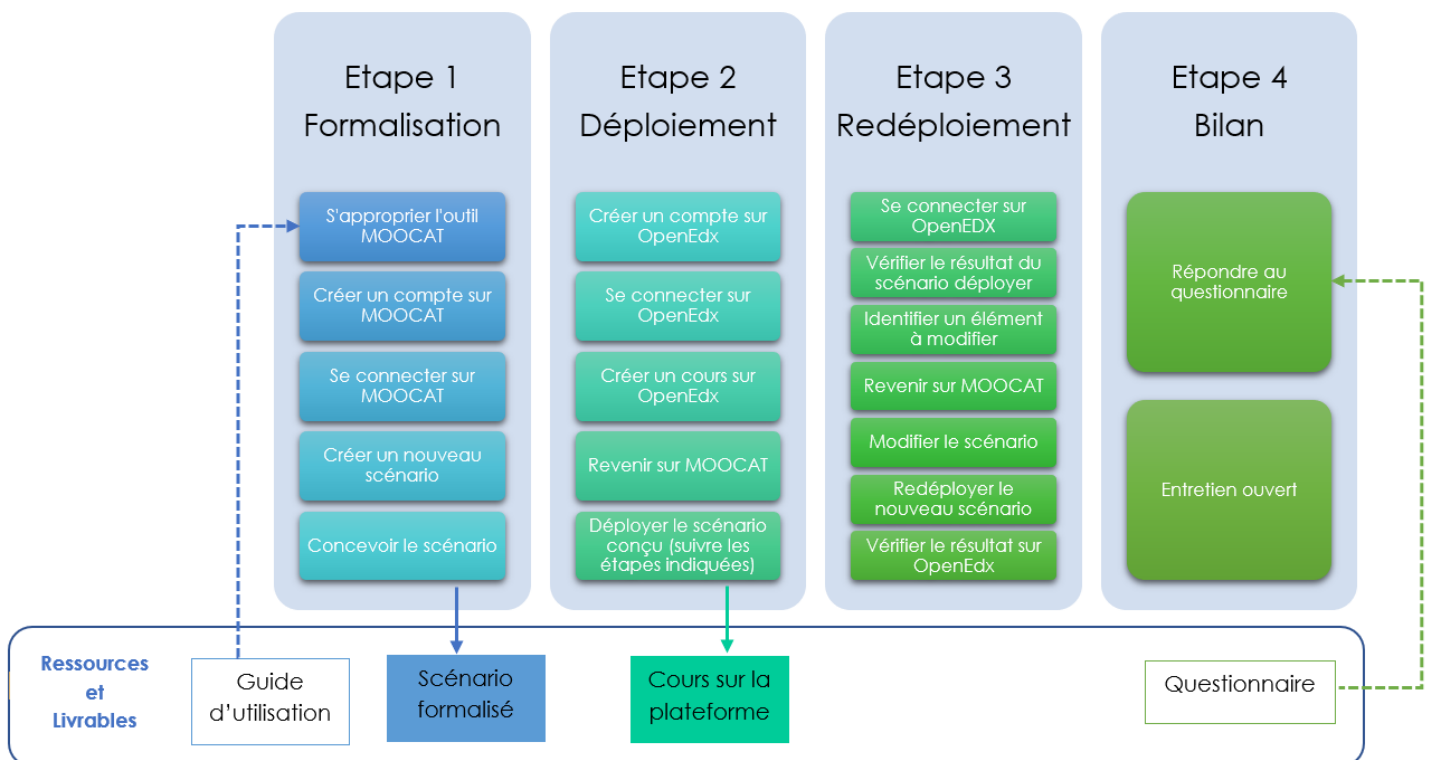 Etape 1
Formalisation
S'approprier l'outil
MOOCAT
Créer un compte sur
MOOCAT
Se connecter sur
MOOCAT
Créer un nouveau
scénario
Concevoir le scénario
Etape 2
Déploiement
Créer un compte sur
OpenEdx
Se connecter sur
OpenEdx
Créer un cours sur
OpenEdx
Revenir sur MOOCAT
Déployer le scénario
conçu (suivre les
étapes indiquées)
Etape 3
Redéploiement
Se connecter sur
OpenEDX
Vérifier le résultat du
scénario déployer
Identifier un élément
à modifier
Revenir sur MOOCAT
Modifier le scénario
Redéployer le
nouveau scénario
Vérifier le résultat sur
OpenEdx
Etape 4
Bilan
Répondre au
questionnaire
Entretien ouvert
Ressources
et
Livrables
Guide
d’utilisation
Scénario
formalisé
Cours sur la
plateforme
Questionnaire